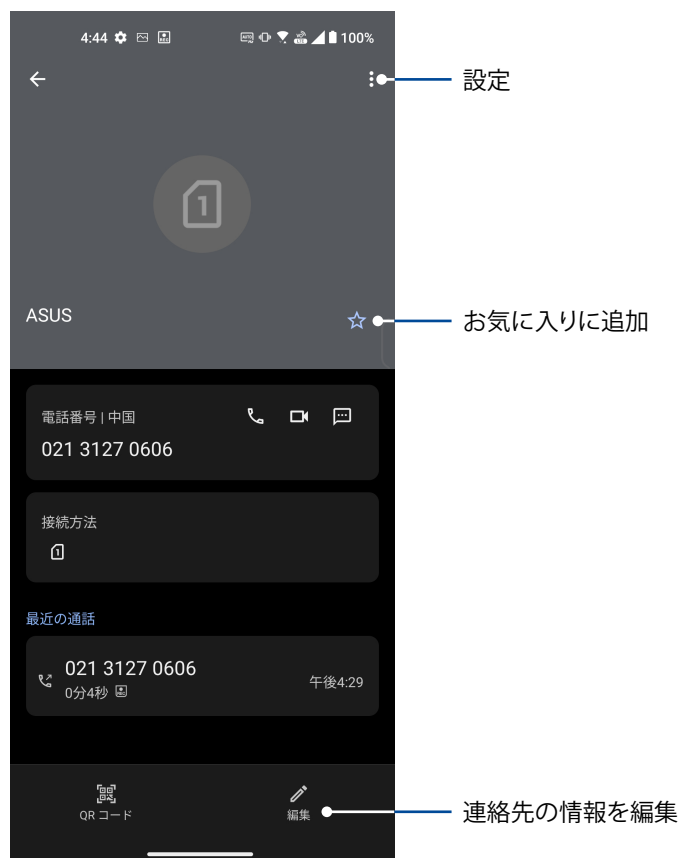 4:44
100%
設定
ASUS
お気に入りに追加
電話番号 | 中国
021 3127 0606
接続方法
1
最近の通話
021 3127 0606
0分4秒
午後4:29
QR コード
編集
連絡先の情報を編集